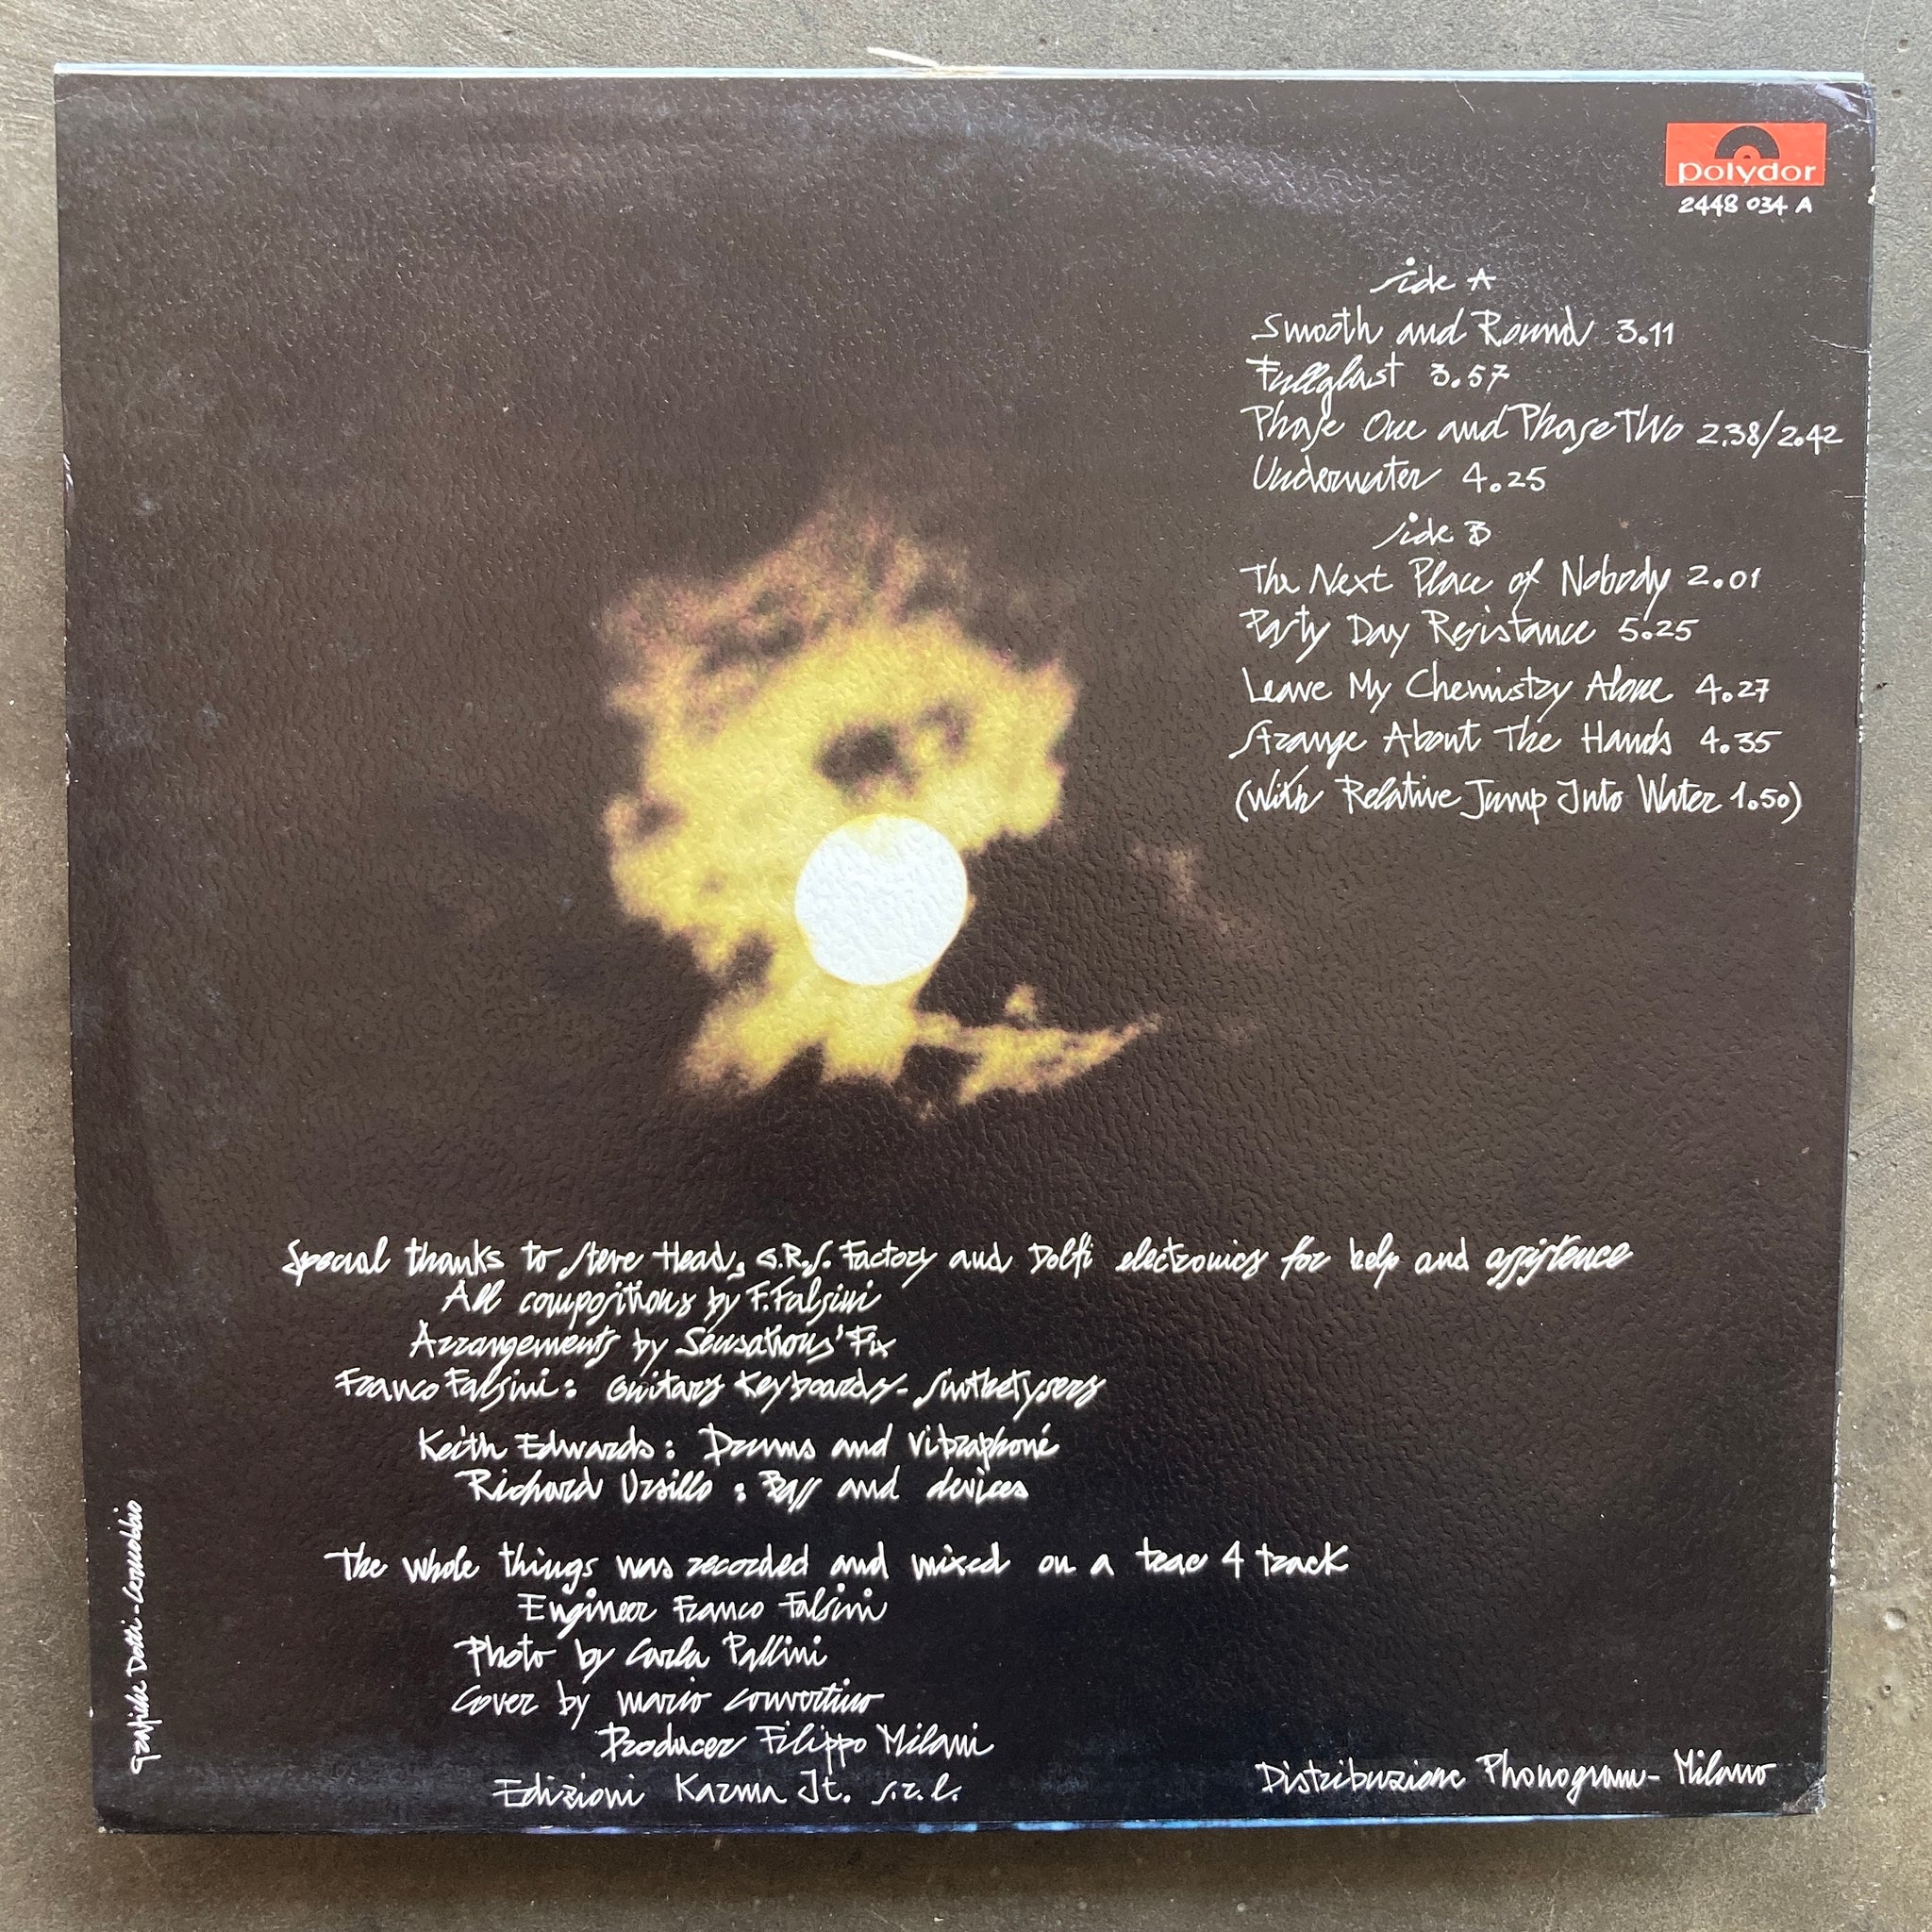 polydor
2448 034 A
side A
Smooth and Round 3.11
Fullglast 3.57
Phase One and Phase Two 2.38/2.42
Underwater 4.25
side B
The Next Place of Nobody 2.01
Party Day Resistance 5.25
Leave My Chemistry Alone 4.27
Strange About The Hands 4.35
(With Relative Jump Into Water 1.50)
Special thanks to Steve Head, G.R.S. Factory and Dolfi electronics for help and assistence
All compositions by F. Falsini
Arrangements by Sensations' Fix
Franco Falsini: Guitars Keyboards- Sinthetysers
Keith Edwards: Drums and Vibraphone
Richard Ursillo: Bass and devices
The whole things was recorded and mixed on a teac 4 track
Engineer Franco Falsini
Photo by Carla Pallini
Cover by mario convertino
Producer Filippo Milani
Edizioni Karma It. s.r.l.
Distribuzione Phonogram- Milano
Grafiche Dotti-Cernobbio